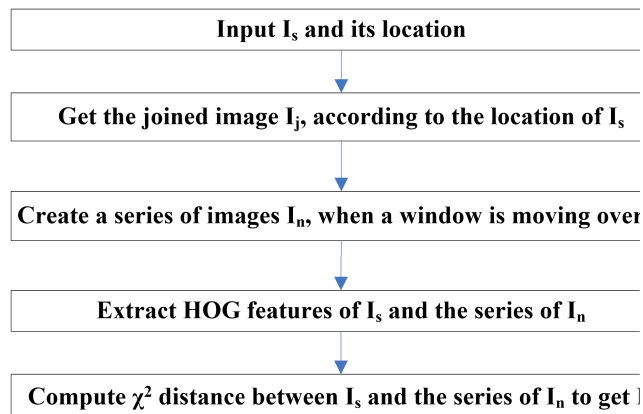 Input Iₛ and its location
Get the joined image Iⱼ, according to the location of Iₛ
Create a series of images Iₙ, when a window is moving over
Extract HOG features of Iₛ and the series of Iₙ
Compute χ² distance between Iₛ and the series of Iₙ to get